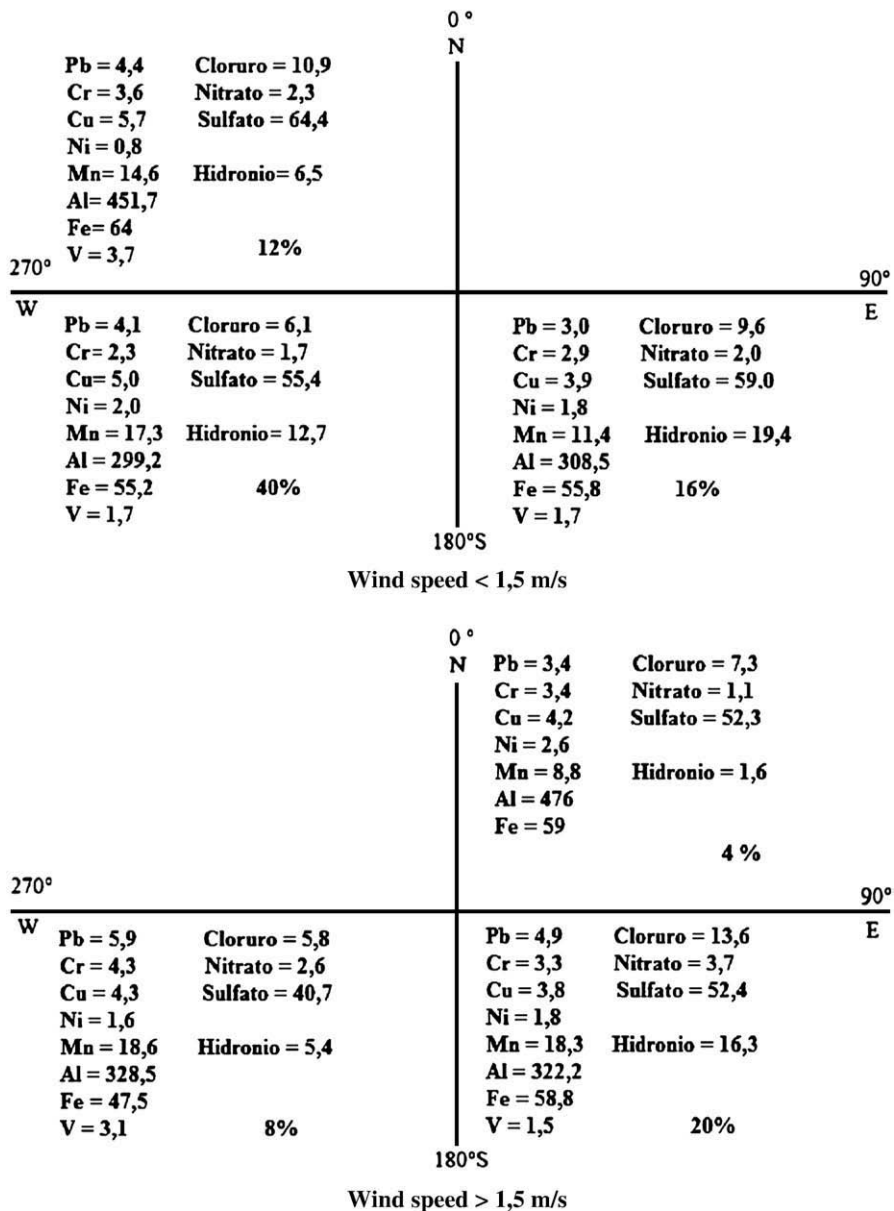 0 °
N
Pb = 4,4 Cloruro = 10,9
Cr = 3,6 Nitrato = 2,3
Cu = 5,7 Sulfato = 64,4
Ni = 0,8
Mn= 14,6 Hidronio= 6,5
Al= 451,7
Fe= 64
V = 3,7 12%
270° 90°
W E
Pb = 4,1 Cloruro = 6,1
Cr= 2,3 Nitrato = 1,7
Cu= 5,0 Sulfato = 55,4
Ni = 2,0
Mn = 17,3 Hidronio= 12,7
Al = 299,2
Fe = 55,2 40%
V = 1,7
Pb = 3,0 Cloruro = 9,6
Cr = 2,9 Nitrato = 2,0
Cu = 3,9 Sulfato = 59.0
Ni = 1,8
Mn = 11,4 Hidronio = 19,4
Al = 308,5
Fe = 55,8 16%
V = 1,7
180°S
Wind speed < 1,5 m/s
0 °
N
Pb = 3,4 Cloruro = 7,3
Cr = 3,4 Nitrato = 1,1
Cu = 4,2 Sulfato = 52,3
Ni = 2,6
Mn = 8,8 Hidronio = 1,6
Al = 476
Fe = 59
4 %
270° 90°
W E
Pb = 5,9 Cloruro = 5,8
Cr = 4,3 Nitrato = 2,6
Cu = 4,3 Sulfato = 40,7
Ni = 1,6
Mn = 18,6 Hidronio = 5,4
Al = 328,5
Fe = 47,5
V = 3,1 8%
Pb = 4,9 Cloruro = 13,6
Cr = 3,3 Nitrato = 3,7
Cu = 3,8 Sulfato = 52,4
Ni = 1,8
Mn = 18,3 Hidronio = 16,3
Al = 322,2
Fe = 58,8
V = 1,5 20%
180°S
Wind speed > 1,5 m/s